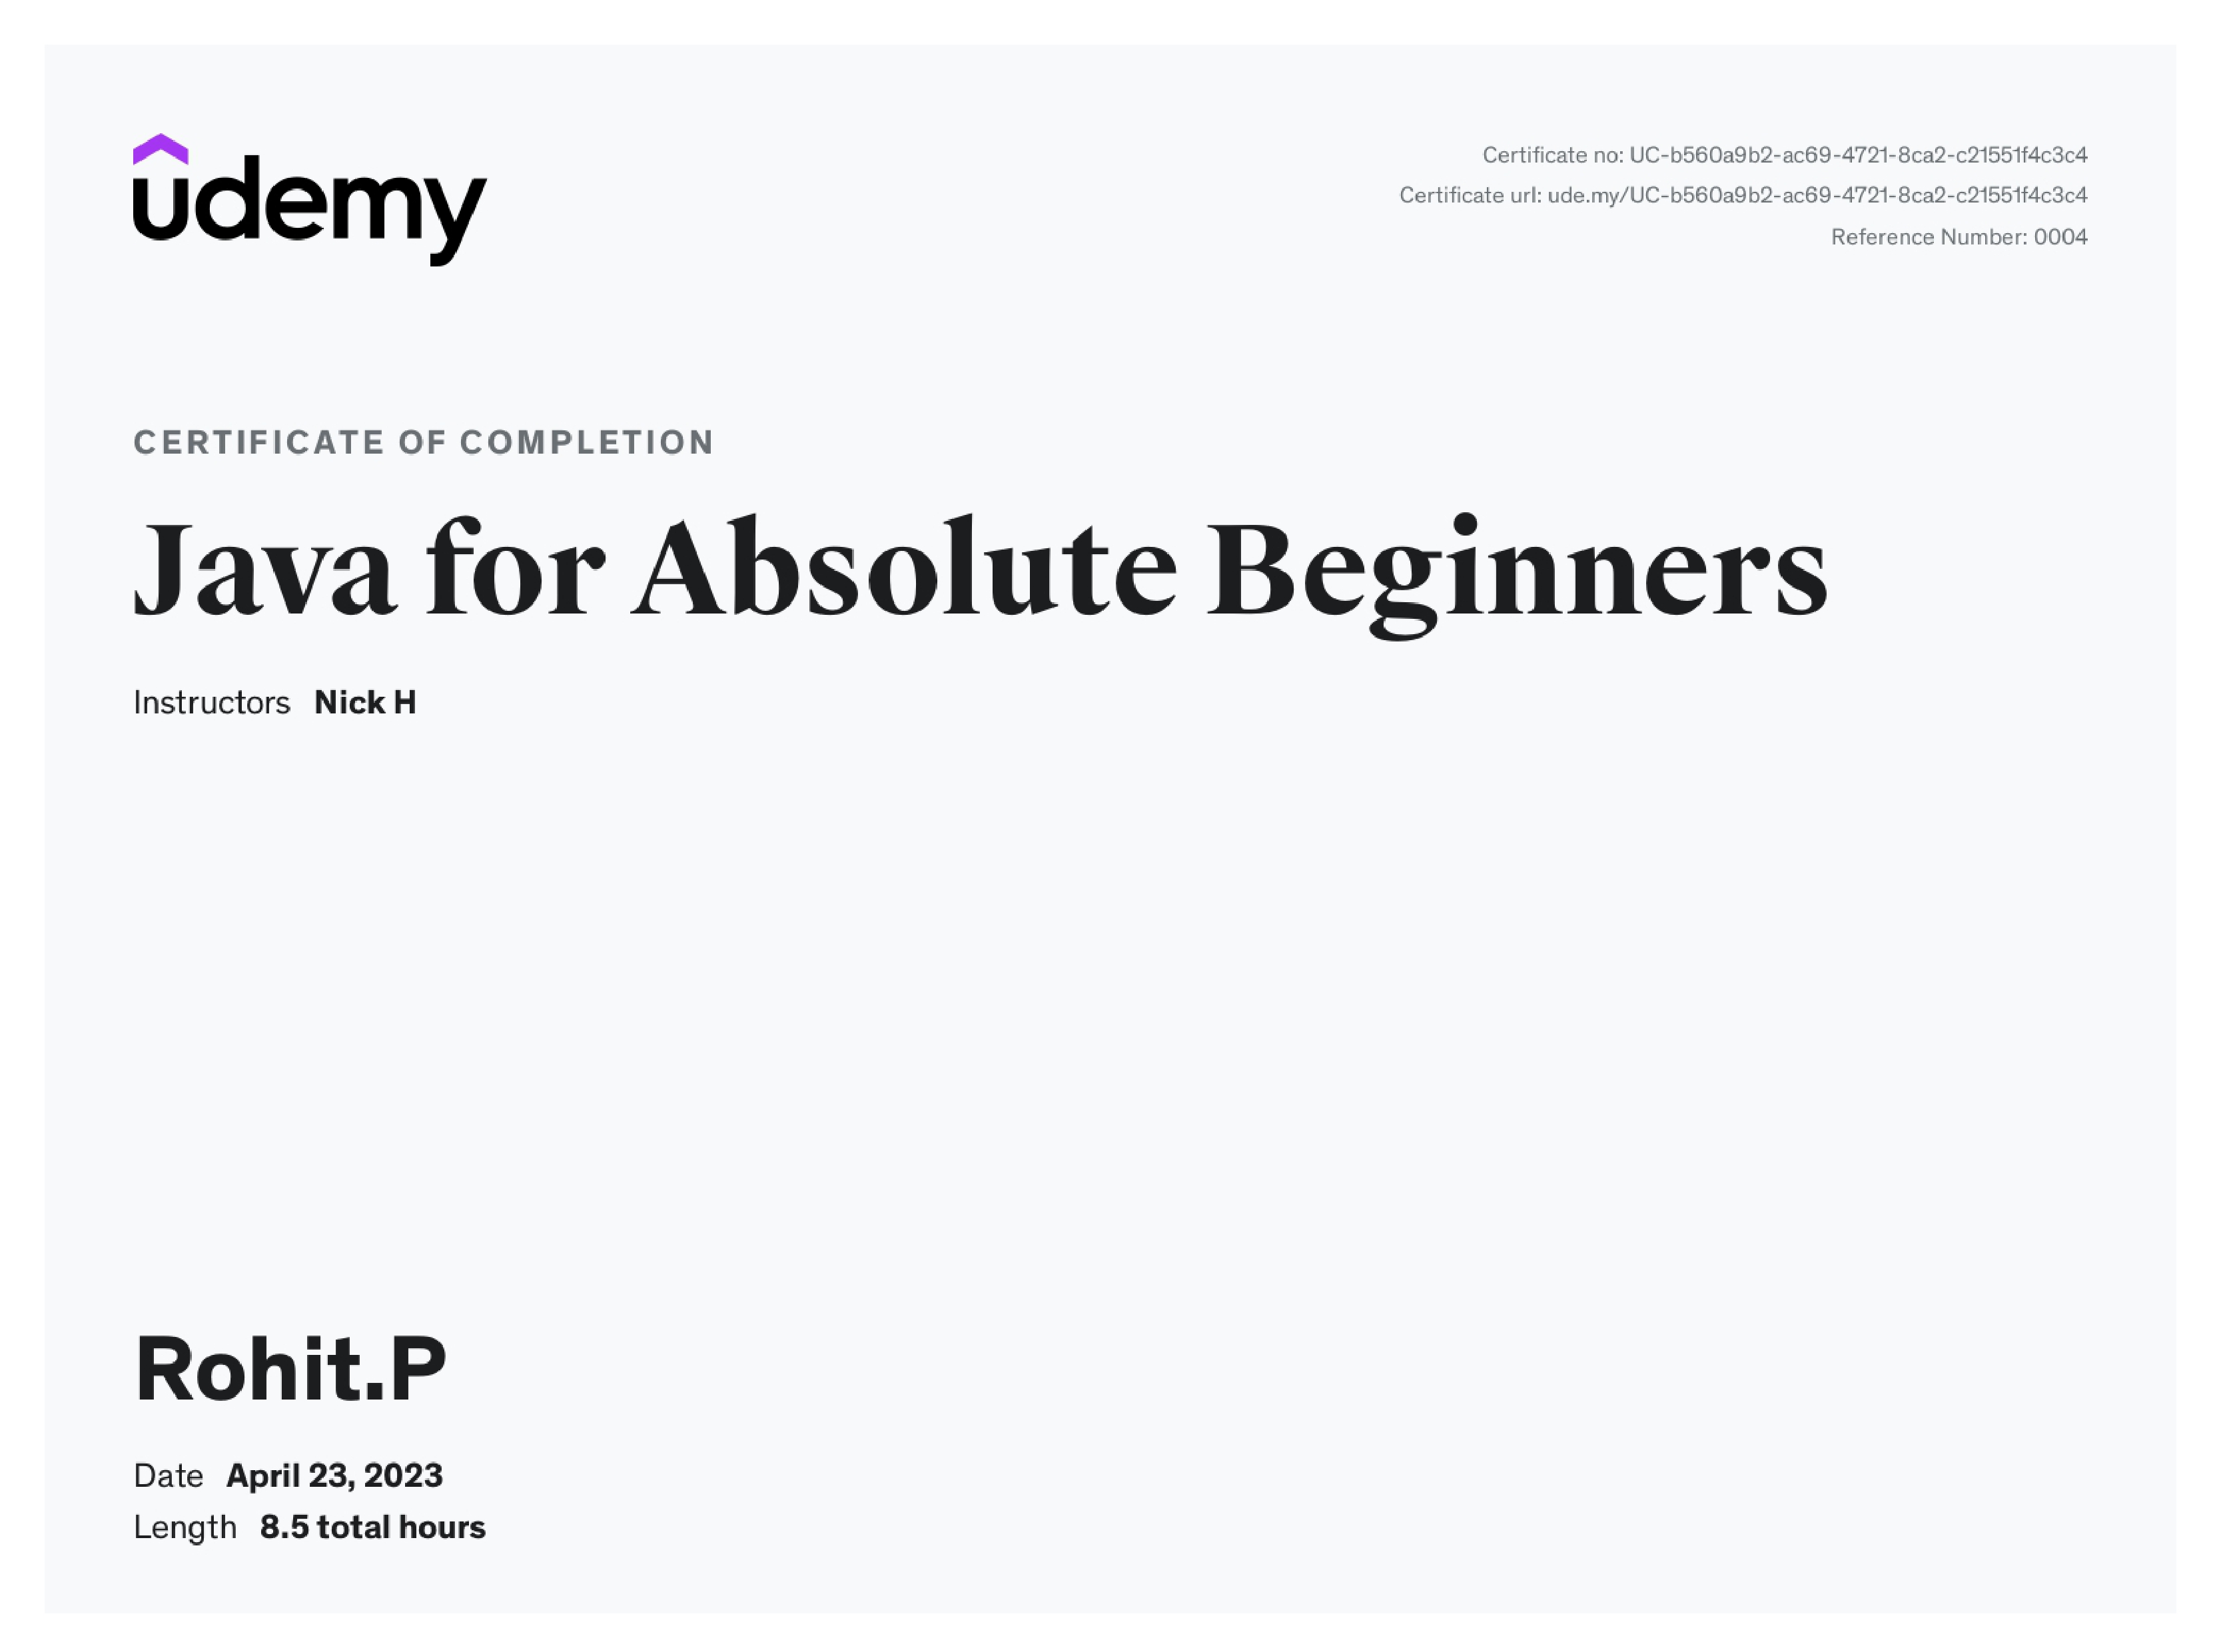 udemy
Certificate no: UC-b560a9b2-ac69-4721-8ca2-c21551f4c3c4
Certificate url: ude.my/UC-b560a9b2-ac69-4721-8ca2-c21551f4c3c4
Reference Number: 0004
CERTIFICATE OF COMPLETION
Java for Absolute Beginners
Instructors Nick H
Rohit.P
Date April 23, 2023
Length 8.5 total hours